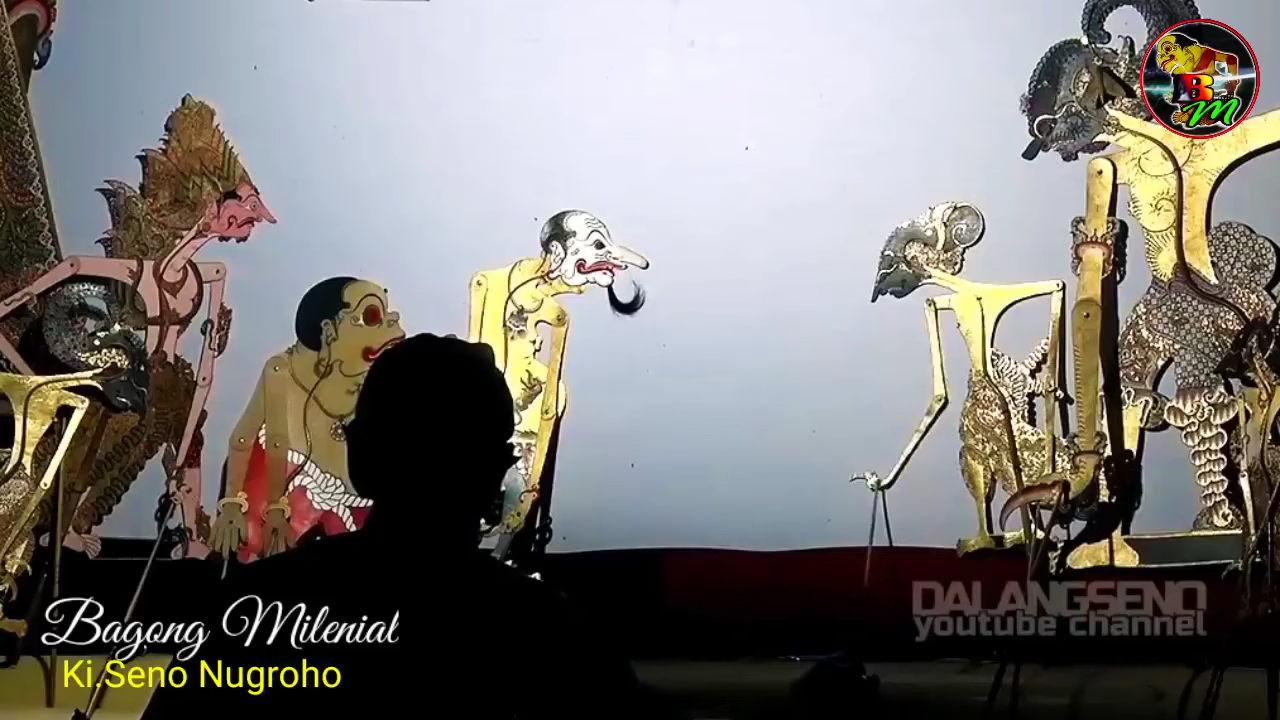 B
M
Bagong Milenial
Ki.Seno Nugroho
DALANGSENO
youtube channel